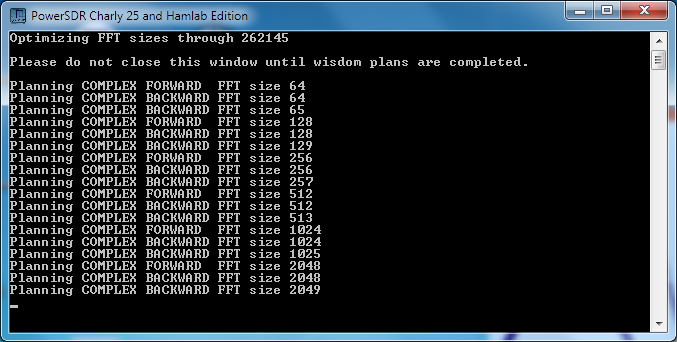 PowerSDR Charly 25 and Hamlab Edition
Optimizing FFT sizes through 262145
Please do not close this window until wisdom plans are completed.
Planning COMPLEX FORWARD  FFT size 64
Planning COMPLEX BACKWARD FFT size 64
Planning COMPLEX BACKWARD FFT size 65
Planning COMPLEX FORWARD  FFT size 128
Planning COMPLEX BACKWARD FFT size 128
Planning COMPLEX BACKWARD FFT size 129
Planning COMPLEX FORWARD  FFT size 256
Planning COMPLEX BACKWARD FFT size 256
Planning COMPLEX BACKWARD FFT size 257
Planning COMPLEX FORWARD  FFT size 512
Planning COMPLEX BACKWARD FFT size 512
Planning COMPLEX BACKWARD FFT size 513
Planning COMPLEX FORWARD  FFT size 1024
Planning COMPLEX BACKWARD FFT size 1024
Planning COMPLEX BACKWARD FFT size 1025
Planning COMPLEX FORWARD  FFT size 2048
Planning COMPLEX BACKWARD FFT size 2048
Planning COMPLEX BACKWARD FFT size 2049